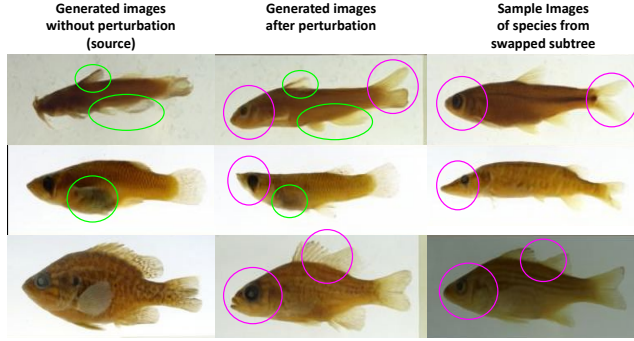 Generated images
without perturbation
(source)
Generated images
after perturbation
Sample Images
of species from
swapped subtree